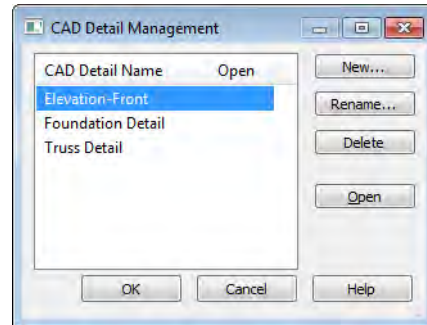 CAD Detail Management
CAD Detail Name Open
Elevation-Front
Foundation Detail
Truss Detail
New...
Rename...
Delete
Open
OK Cancel Help